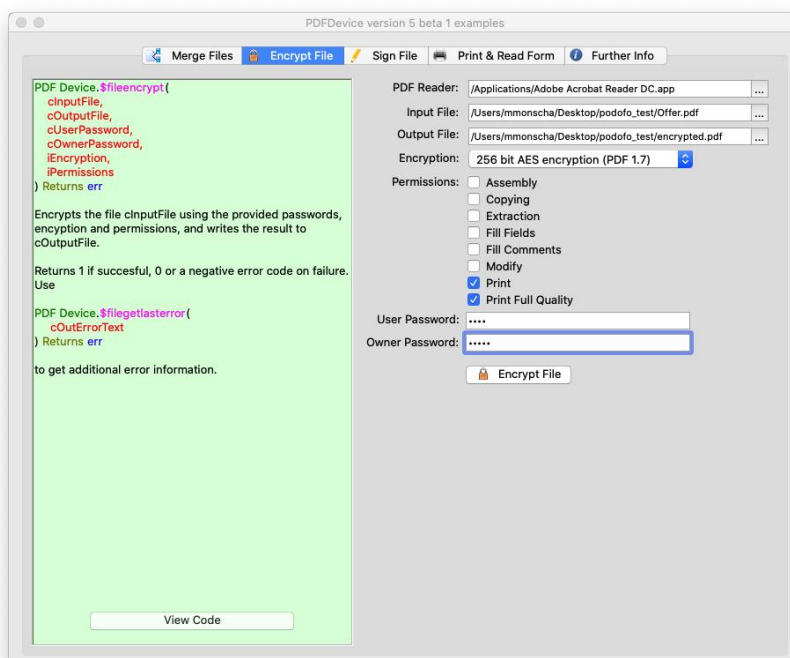 PDFDevice version 5 beta 1 examples
Merge Files
Encrypt File
Sign File
Print & Read Form
Further Info
PDF Device.$fileencrypt(
cInputFile,
cOutputFile,
cUserPassword,
cOwnerPassword,
iEncryption,
iPermissions
) Returns err
Encrypts the file cInputFile using the provided passwords,
encyption and permissions, and writes the result to
cOutputFile.
Returns 1 if succesful, 0 or a negative error code on failure.
Use
PDF Device.$filegetlasterror(
cOutErrorText
) Returns err
to get additional error information.
View Code
PDF Reader: /Applications/Adobe Acrobat Reader DC.app ...
Input File: /Users/mmonscha/Desktop/podofo_test/Offer.pdf ...
Output File: /Users/mmonscha/Desktop/podofo_test/encrypted.pdf ...
Encryption: 256 bit AES encryption (PDF 1.7)
Permissions: Assembly
Copying
Extraction
Fill Fields
Fill Comments
Modify
Print
Print Full Quality
User Password: ••••
Owner Password: •••••
Encrypt File